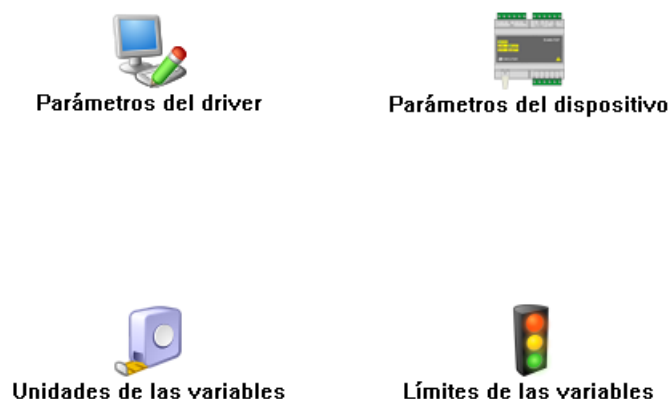 Parámetros del driver
Parámetros del dispositivo
Unidades de las variables
Límites de las variables